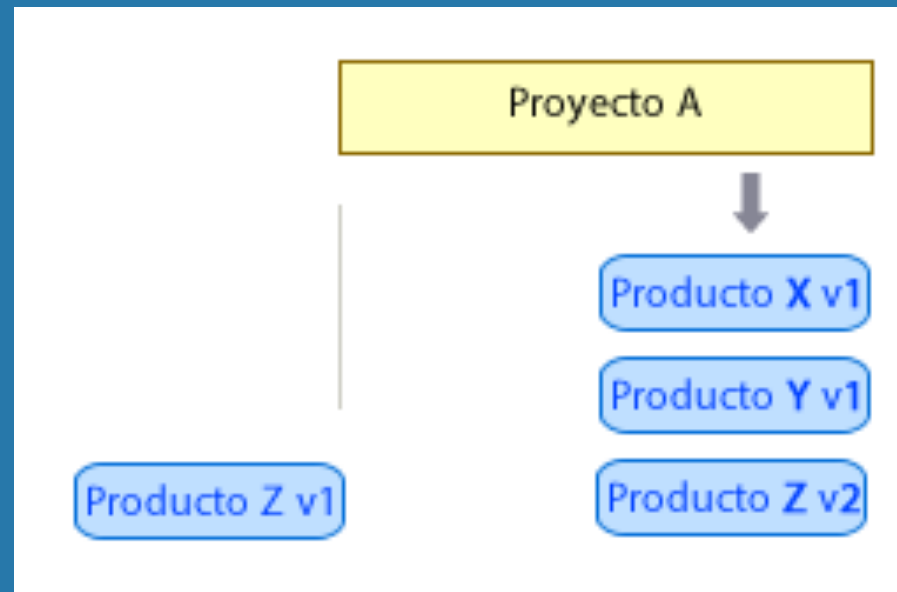 Proyecto A
Producto X v1
Producto Y v1
Producto Z v1
Producto Z v2